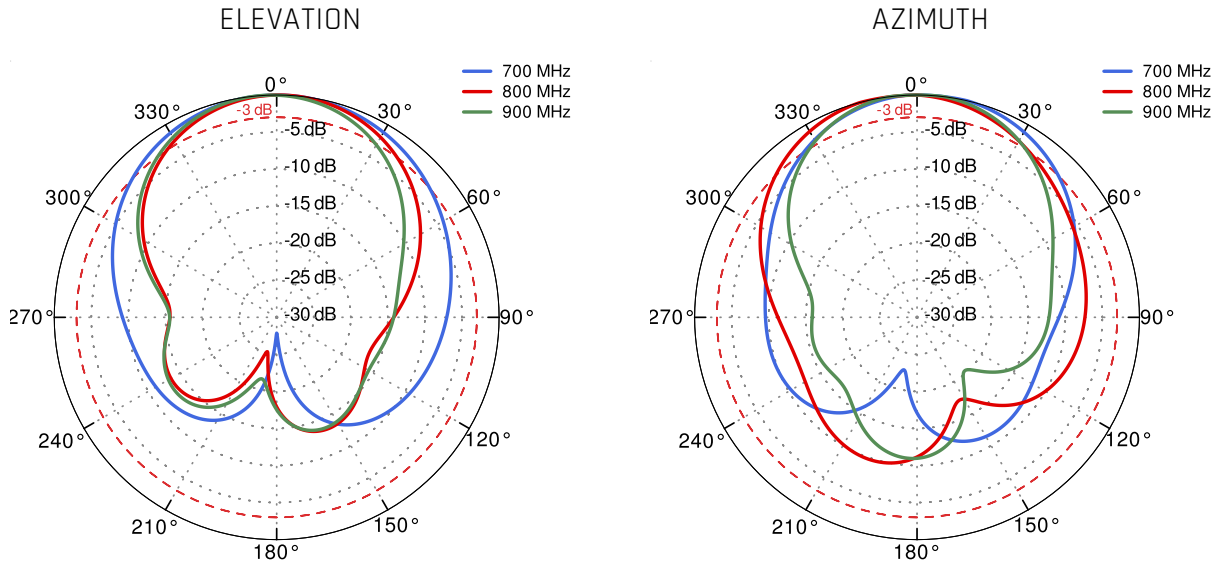 ELEVATION
AZIMUTH
0°
700 MHz
800 MHz
900 MHz
330°
-3 dB
30°
-5 dB
-10 dB
300°
60°
-15 dB
-20 dB
-25 dB
270°
-30 dB
90°
240°
120°
210°
150°
180°
0°
700 MHz
800 MHz
900 MHz
330°
-3 dB
30°
-5 dB
-10 dB
300°
60°
-15 dB
-20 dB
-25 dB
270°
-30 dB
90°
240°
120°
210°
150°
180°